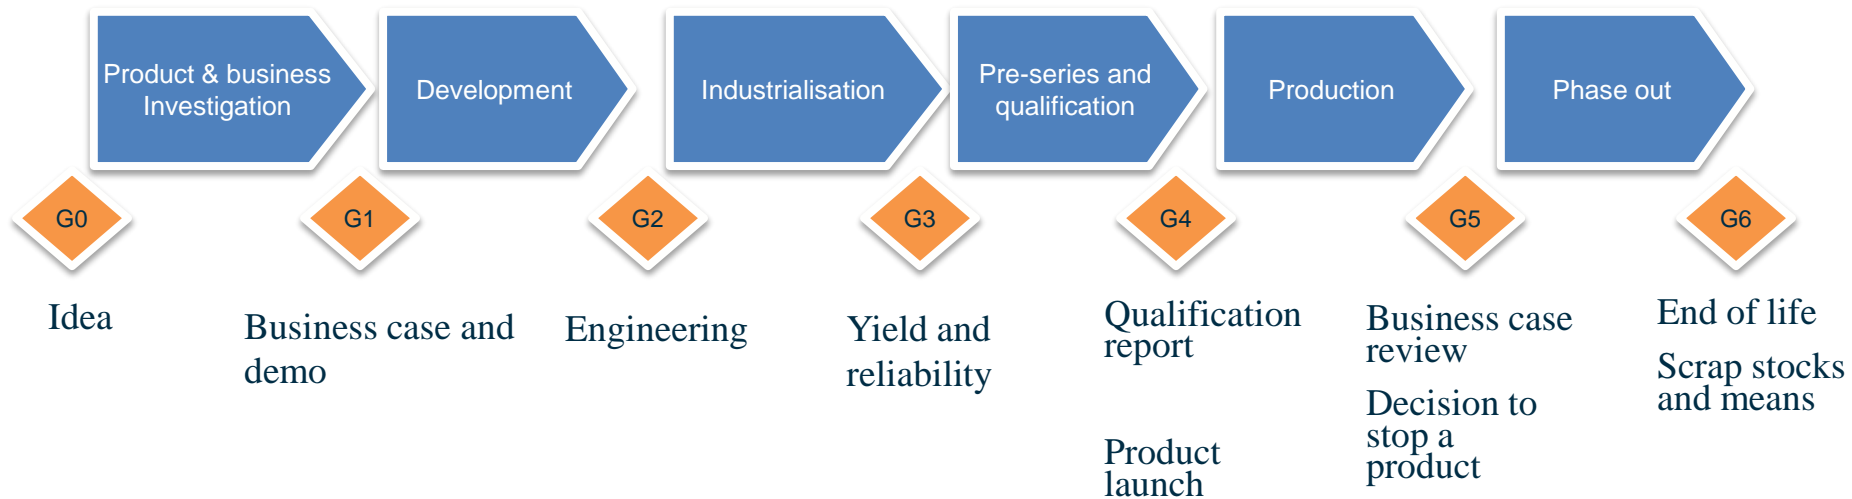 Product & business
Investigation
Development
Industrialisation
Pre-series and
qualification
Production
Phase out
G0
G1
G2
G3
G4
G5
G6
Idea
Business case and
demo
Engineering
Yield and
reliability
Qualification
report
Product
launch
Business case
review
Decision to
stop a
product
End of life
Scrap stocks
and means